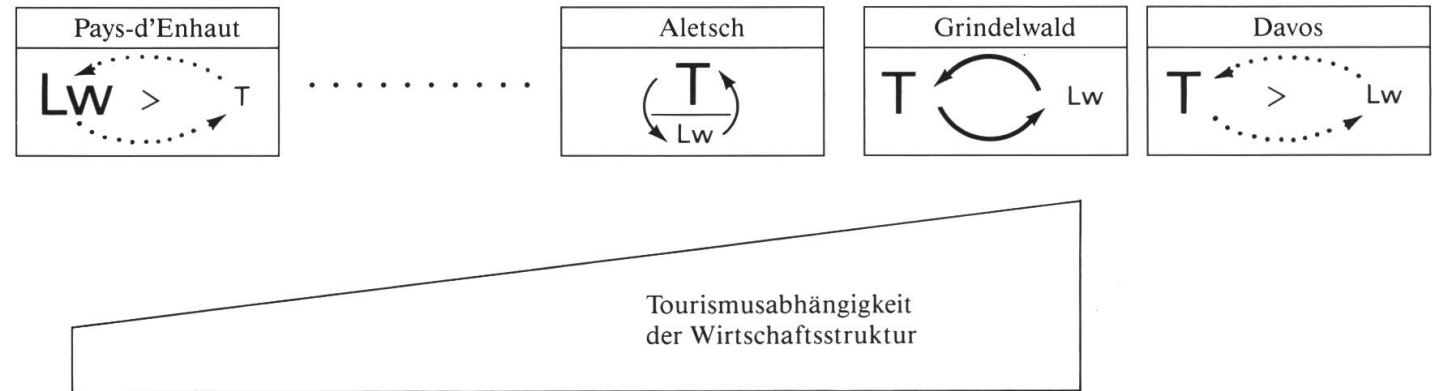 Pays-d'Enhaut
Lw > T
. . . . . . . . . .
Aletsch
T
Lw
Grindelwald
T Lw
Davos
T > Lw
Tourismusabhängigkeit
der Wirtschaftsstruktur